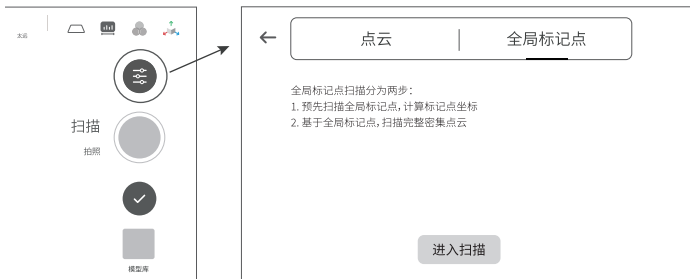 太远
扫描
拍照
模型库
点云
全局标记点
全局标记点扫描分为两步：
1. 预先扫描全局标记点，计算标记点坐标
2. 基于全局标记点，扫描完整密集点云
进入扫描